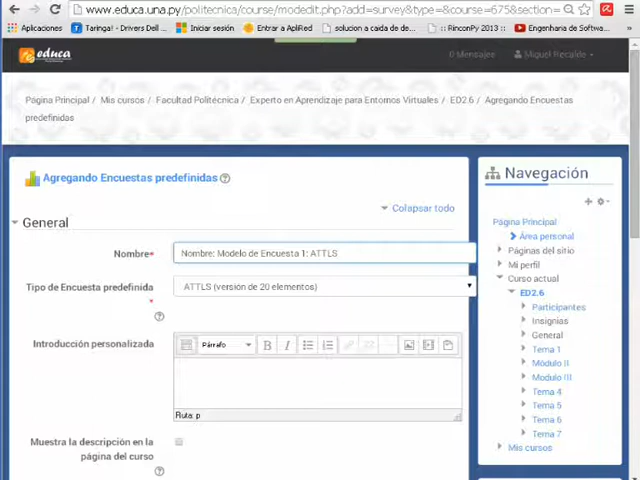 www.educa.una.py/politecnica/course/modedit.php?add=survey&type=&course=675&section=
Aplicaciones
Taringa! - Drivers Dell ...
Iniciar sesión
Entrar a ApliRed
solucion a caida de de...
::RinconPy 2013 :::
Engenharia de Softwa...
educa
0 Mensajes
Miguel Recalde
Página Principal / Mis cursos / Facultad Politécnica / Experto en Aprendizaje para Entornos Virtuales / ED2.6 / Agregando Encuestas
predefinidas
Agregando Encuestas predefinidas
Colapsar todo
General
Nombre*
Nombre: Modelo de Encuesta 1: ATTLS
Tipo de Encuesta predefinida
*
ATTLS (versión de 20 elementos)
Introducción personalizada
Párrafo
B I
Ruta: p
Muestra la descripción en la
página del curso
Navegación
Página Principal
Área personal
Páginas del sitio
Mi perfil
Curso actual
ED2.6
Participantes
Insignias
General
Tema 1
Módulo II
Modulo III
Tema 4
Tema 5
Tema 6
Tema 7
Mis cursos